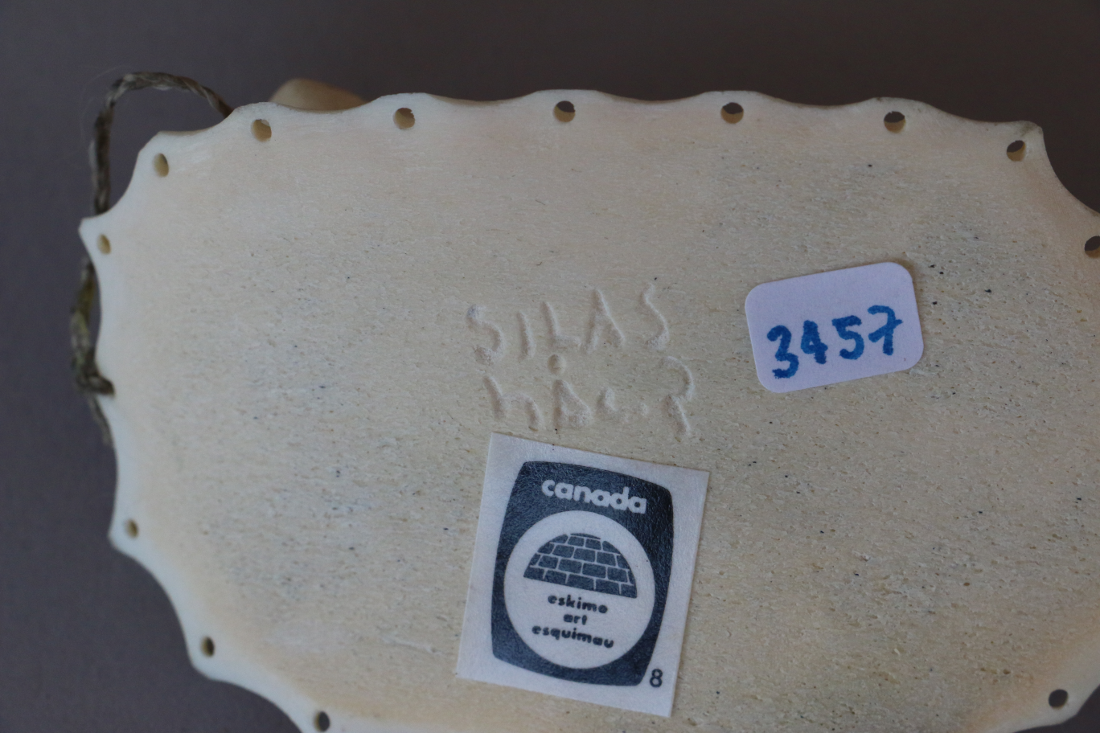 SILAS
3457
canada
eskimo
art
esquimau
8